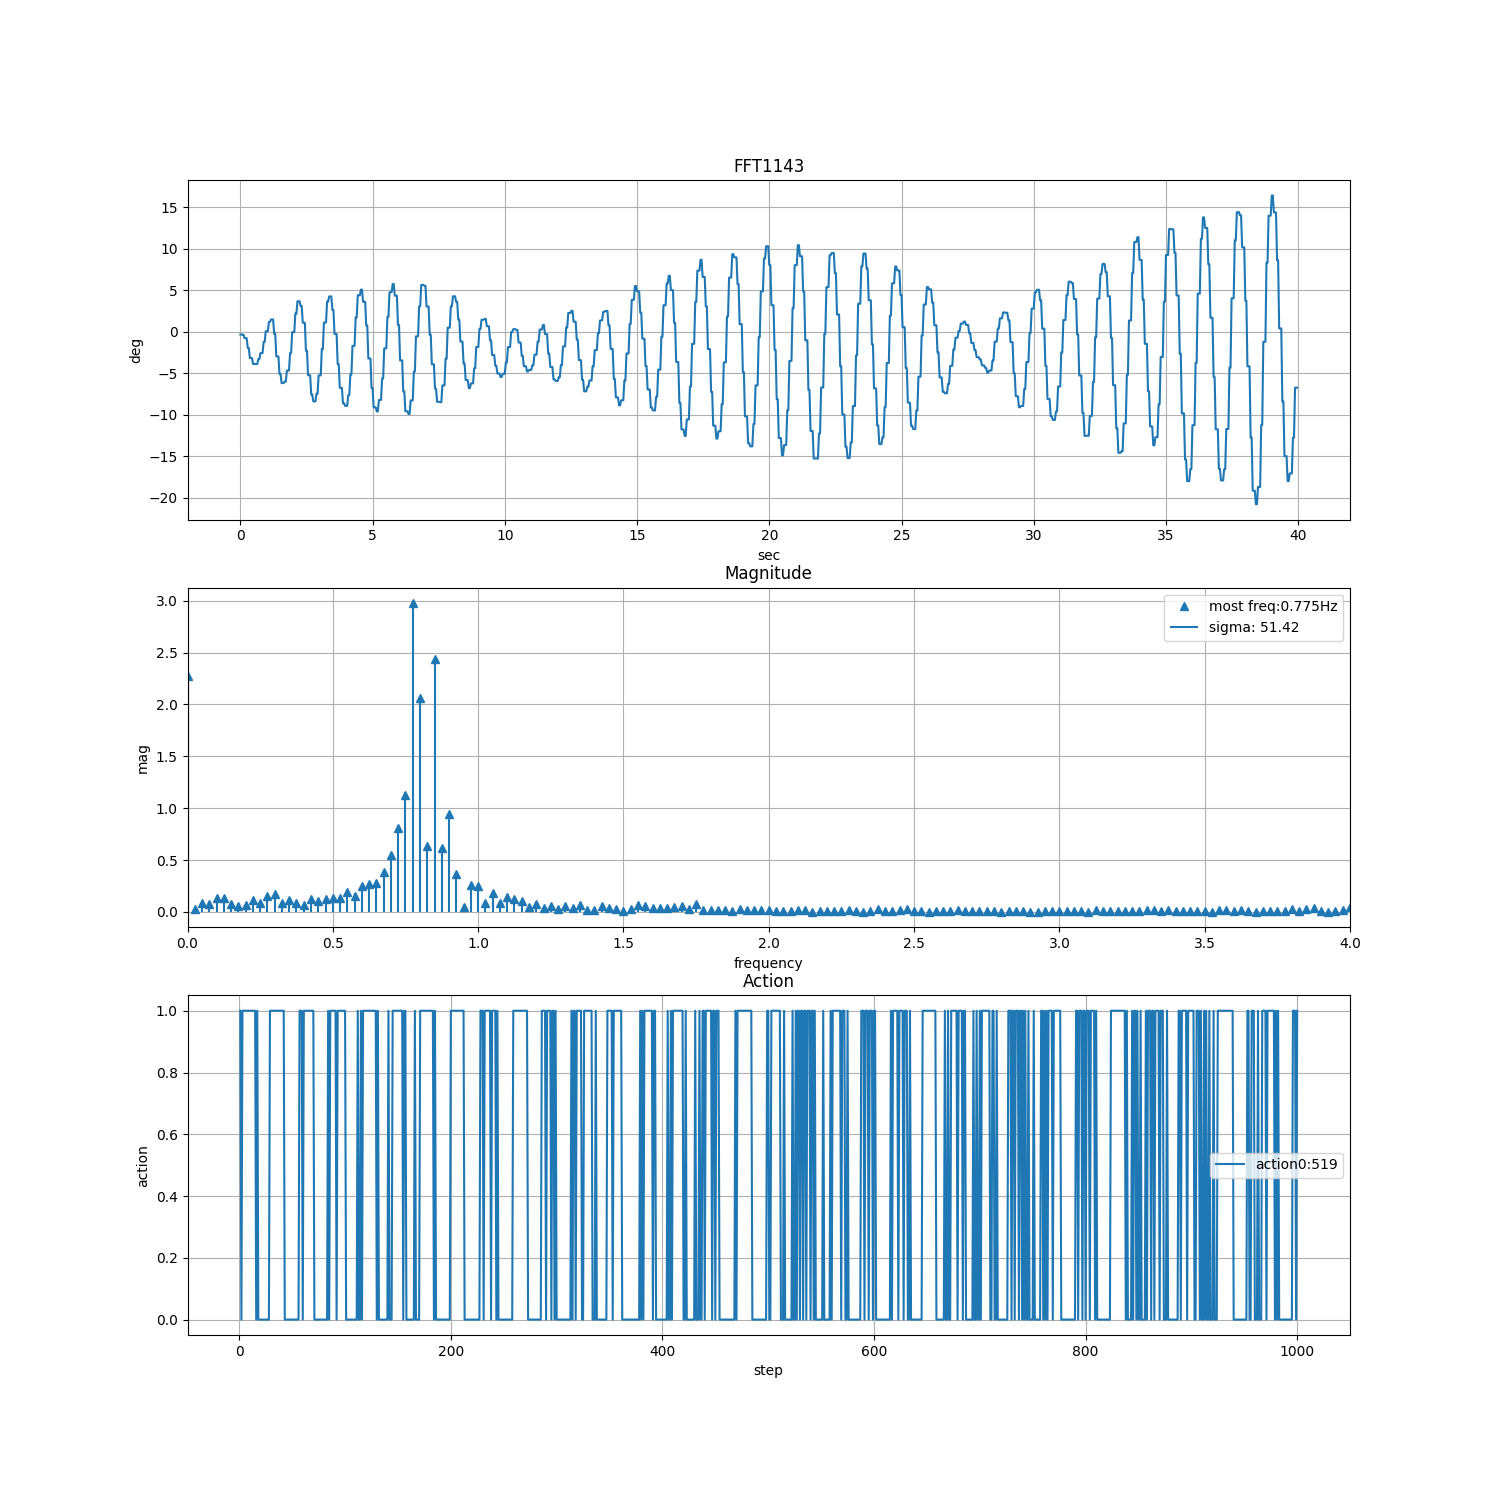 FFT1143
15
10
5
0
−5
−10
−15
−20
deg
0 5 10 15 20 25 30 35 40
sec
Magnitude
3.0
2.5
2.0
1.5
1.0
0.5
0.0
mag
most freq:0.775Hz
sigma: 51.42
0.0 0.5 1.0 1.5 2.0 2.5 3.0 3.5 4.0
frequency
Action
1.0
0.8
0.6
0.4
0.2
0.0
action
action0:519
0 200 400 600 800 1000
step